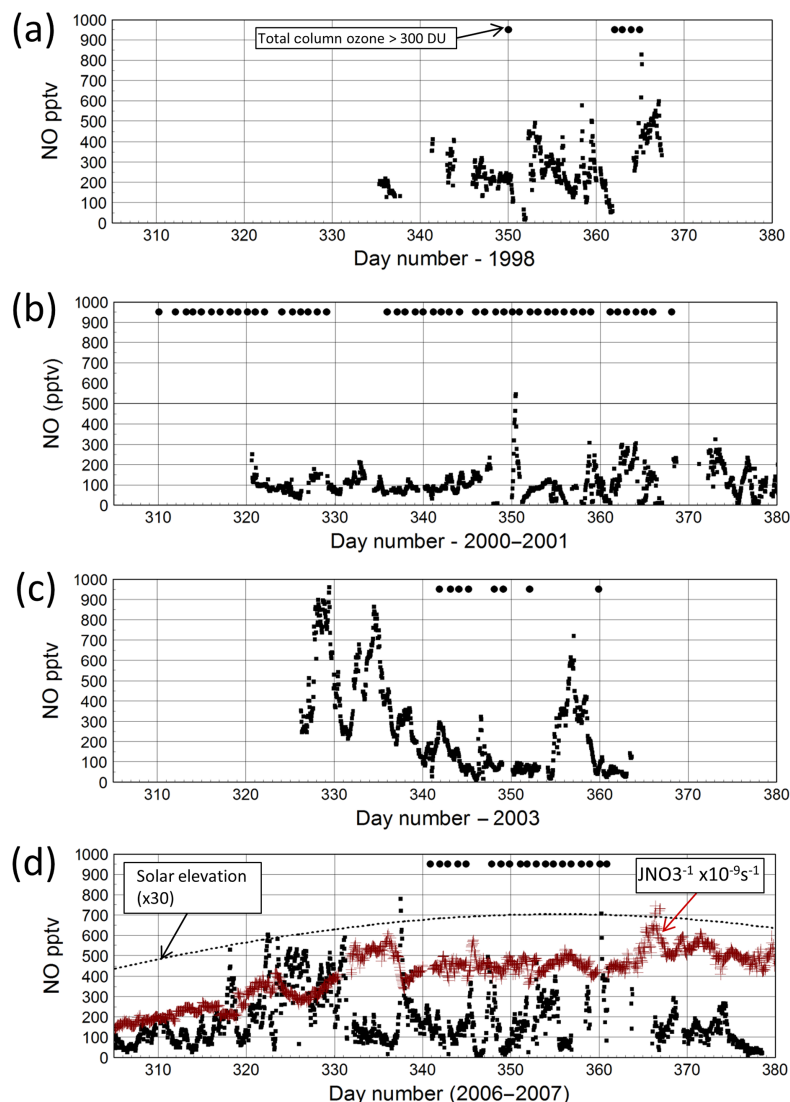 (a)
Total column ozone > 300 DU
1000
900
800
700
600
500
400
300
200
100
0
NO pptv
310 320 330 340 350 360 370 380
Day number - 1998
(b)
1000
900
800
700
600
500
400
300
200
100
0
NO (pptv)
310 320 330 340 350 360 370 380
Day number - 2000–2001
(c)
1000
900
800
700
600
500
400
300
200
100
0
NO pptv
310 320 330 340 350 360 370 380
Day number – 2003
(d)
1000
900
800
700
600
500
400
300
200
100
0
NO pptv
Solar elevation
(x30)
JNO3⁻¹ x10⁻⁹s⁻¹
310 320 330 340 350 360 370 380
Day number (2006–2007)